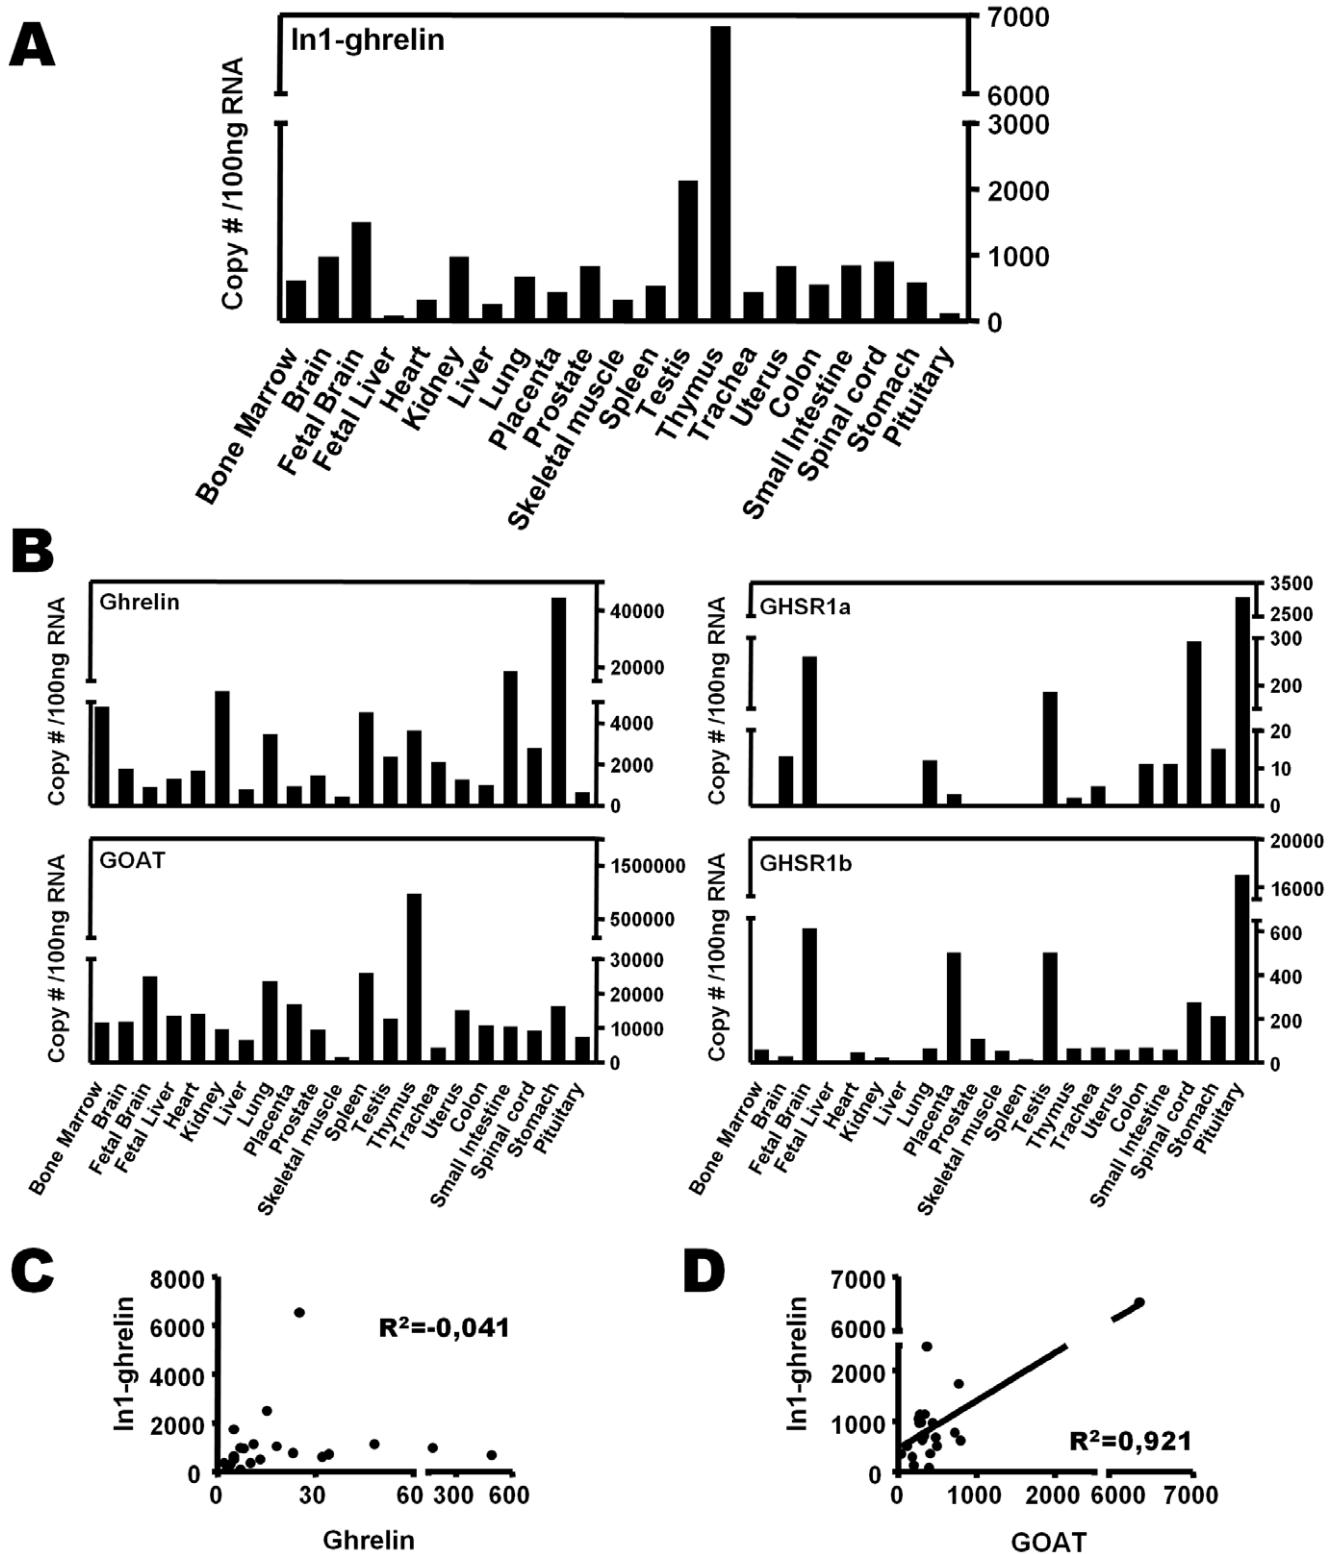 A
In1-ghrelin
Copy # /100ng RNA
7000
6000
3000
2000
1000
0
Bone Marrow
Brain
Fetal Brain
Fetal Liver
Heart
Kidney
Liver
Lung
Placenta
Prostate
Skeletal muscle
Spleen
Testis
Thymus
Trachea
Uterus
Colon
Small Intestine
Spinal cord
Stomach
Pituitary
B
Ghrelin
Copy # /100ng RNA
40000
20000
4000
2000
0
GHSR1a
Copy # /100ng RNA
3500
2500
300
200
20
10
0
GOAT
Copy # /100ng RNA
1500000
500000
30000
20000
10000
0
Bone Marrow
Brain
Fetal Brain
Fetal Liver
Heart
Kidney
Liver
Lung
Placenta
Prostate
Skeletal muscle
Spleen
Testis
Thymus
Trachea
Uterus
Colon
Small Intestine
Spinal cord
Stomach
Pituitary
GHSR1b
Copy # /100ng RNA
20000
16000
600
400
200
0
Bone Marrow
Brain
Fetal Brain
Fetal Liver
Heart
Kidney
Liver
Lung
Placenta
Prostate
Skeletal muscle
Spleen
Testis
Thymus
Trachea
Uterus
Colon
Small Intestine
Spinal cord
Stomach
Pituitary
C
In1-ghrelin
8000
6000
4000
2000
0
R²=-0,041
0 30 60 300 600
Ghrelin
D
In1-ghrelin
7000
6000
2000
1000
0
R²=0,921
0 1000 2000 6000 7000
GOAT